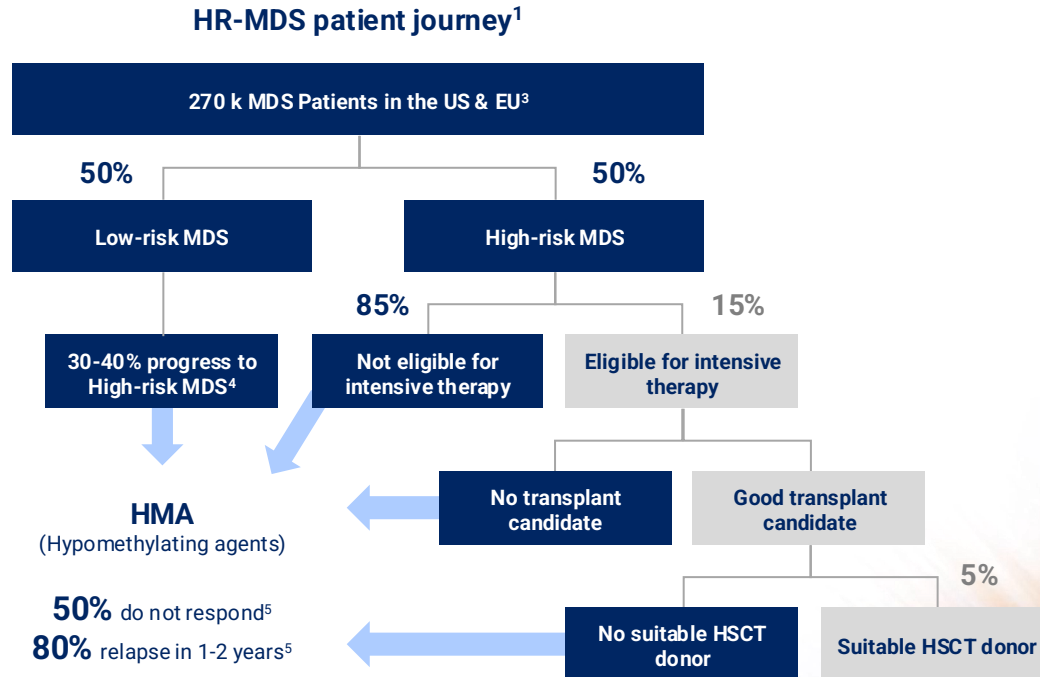 HR-MDS patient journey¹
270 k MDS Patients in the US & EU³
50%
50%
Low-risk MDS
High-risk MDS
85%
15%
30-40% progress to
High-risk MDS⁴
Not eligible for
intensive therapy
Eligible for intensive
therapy
No transplant
candidate
Good transplant
candidate
HMA
(Hypomethylating agents)
5%
50% do not respond⁵
80% relapse in 1-2 years⁵
No suitable HSCT
donor
Suitable HSCT donor